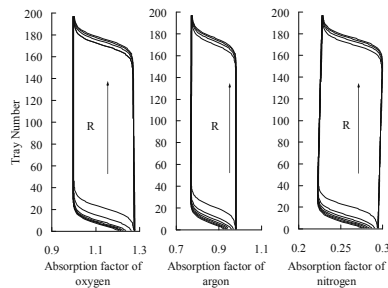 200 200 200
180 180 180
160 160 160
140 140 140
120 120 120
100 100 100
80 80 80
60 60 60
40 40 40
20 20 20
0 0 0
Tray Number
R R R
0.9 1.1 1.3 0.7 0.9 1.1 0.2 0.25 0.3
Absorption factor of Absorption factor of Absorption factor of
oxygen argon nitrogen